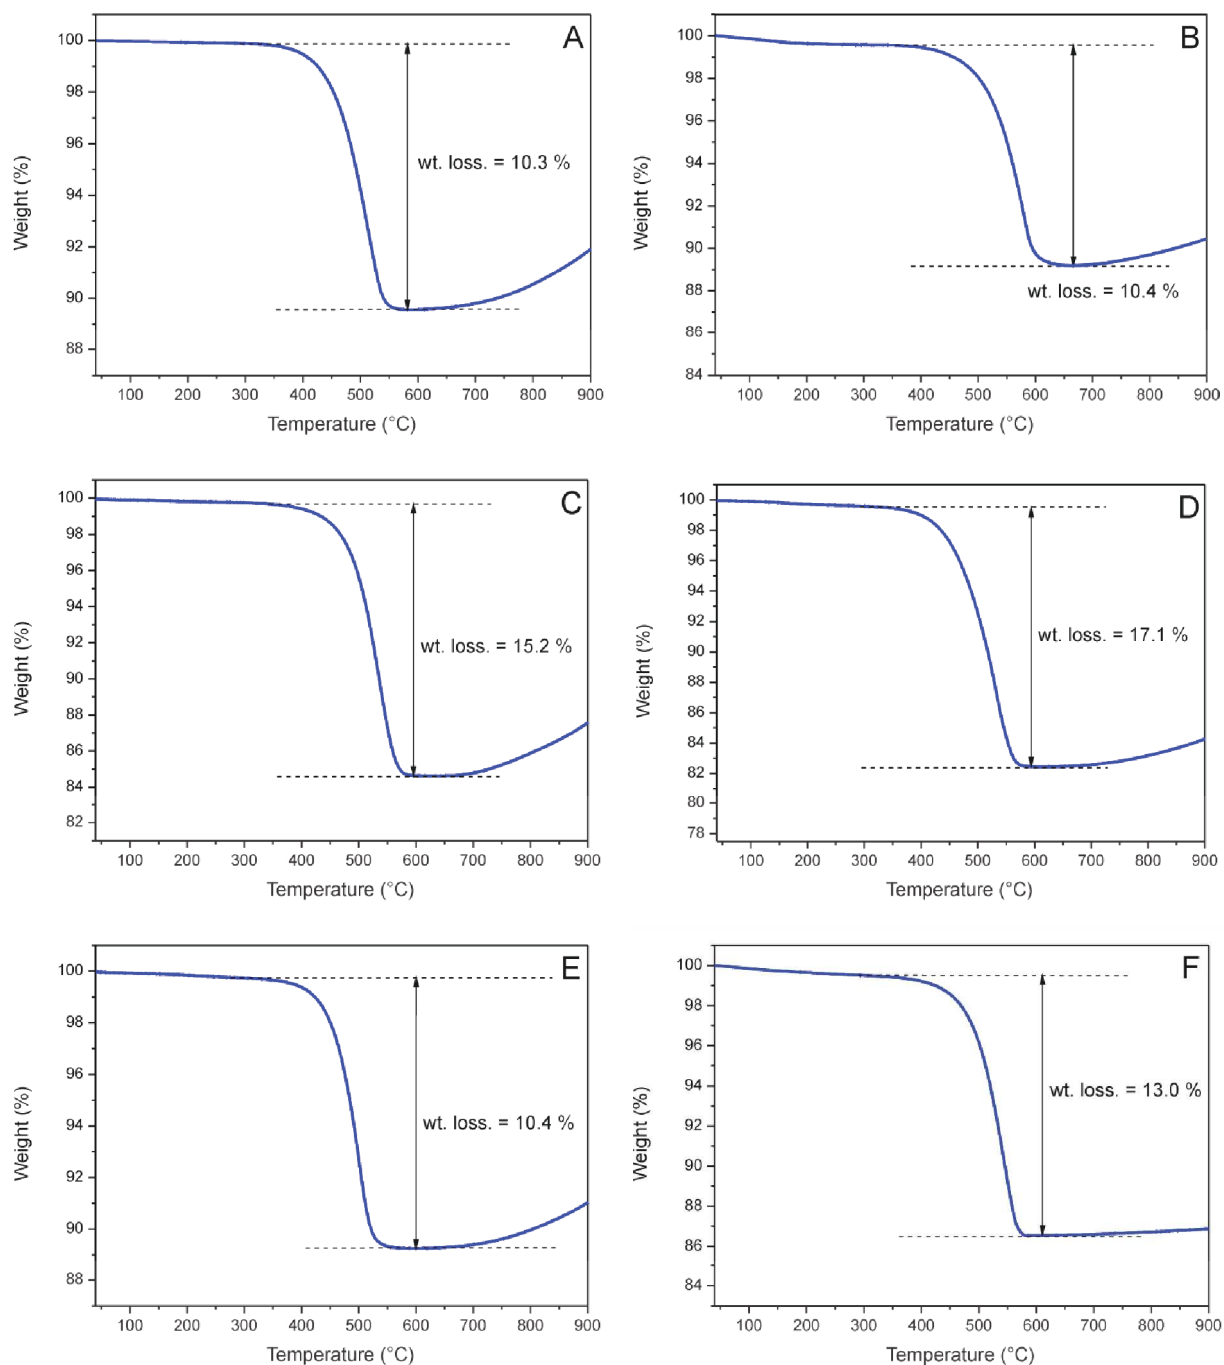 A
100
98
96
94
92
90
88
Weight (%)
wt. loss. = 10.3 %
100 200 300 400 500 600 700 800 900
Temperature (°C)
B
100
98
96
94
92
90
88
86
84
Weight (%)
wt. loss. = 10.4 %
100 200 300 400 500 600 700 800 900
Temperature (°C)
C
100
98
96
94
92
90
88
86
84
82
Weight (%)
wt. loss. = 15.2 %
100 200 300 400 500 600 700 800 900
Temperature (°C)
D
100
98
96
94
92
90
88
86
84
82
80
78
Weight (%)
wt. loss. = 17.1 %
100 200 300 400 500 600 700 800 900
Temperature (°C)
E
100
98
96
94
92
90
88
Weight (%)
wt. loss. = 10.4 %
100 200 300 400 500 600 700 800 900
Temperature (°C)
F
100
98
96
94
92
90
88
86
84
Weight (%)
wt. loss. = 13.0 %
100 200 300 400 500 600 700 800 900
Temperature (°C)